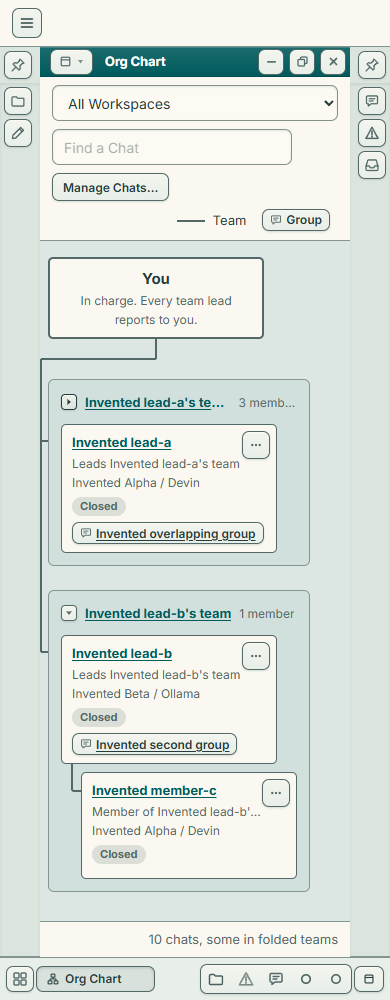 Org Chart
All Workspaces
Find a Chat
Manage Chats...
Team
Group
You
In charge. Every team lead
reports to you.
Invented lead-a's te... 3 memb...
Invented lead-a
Leads Invented lead-a's team
Invented Alpha / Devin
Closed
Invented overlapping group
Invented lead-b's team 1 member
Invented lead-b
Leads Invented lead-b's team
Invented Beta / Ollama
Closed
Invented second group
Invented member-c
Member of Invented lead-b'...
Invented Alpha / Devin
Closed
10 chats, some in folded teams
Org Chart